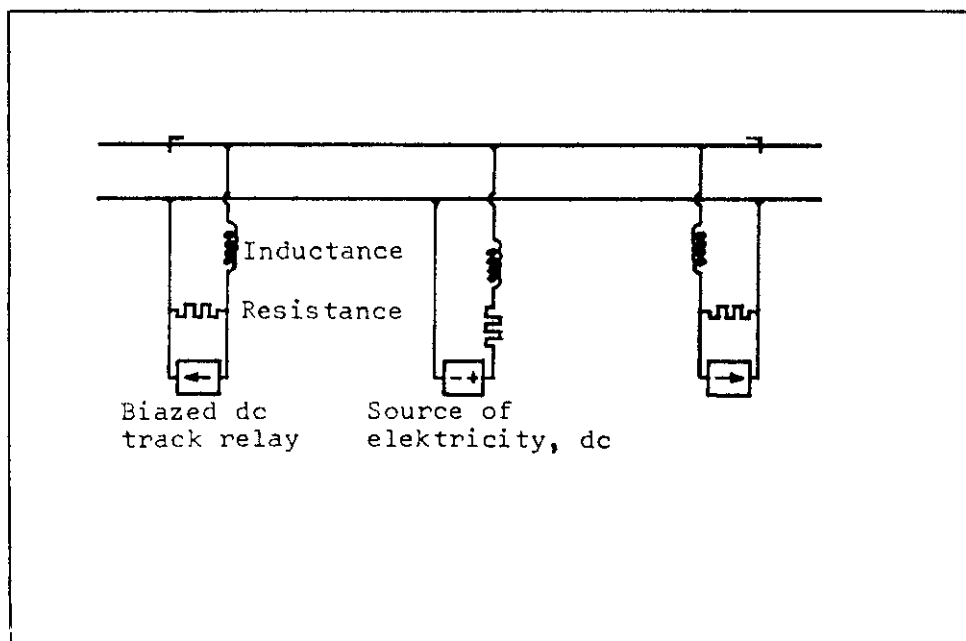 Inductance
Resistance
- +
Biazed dc
track relay
Source of
elektricity, dc